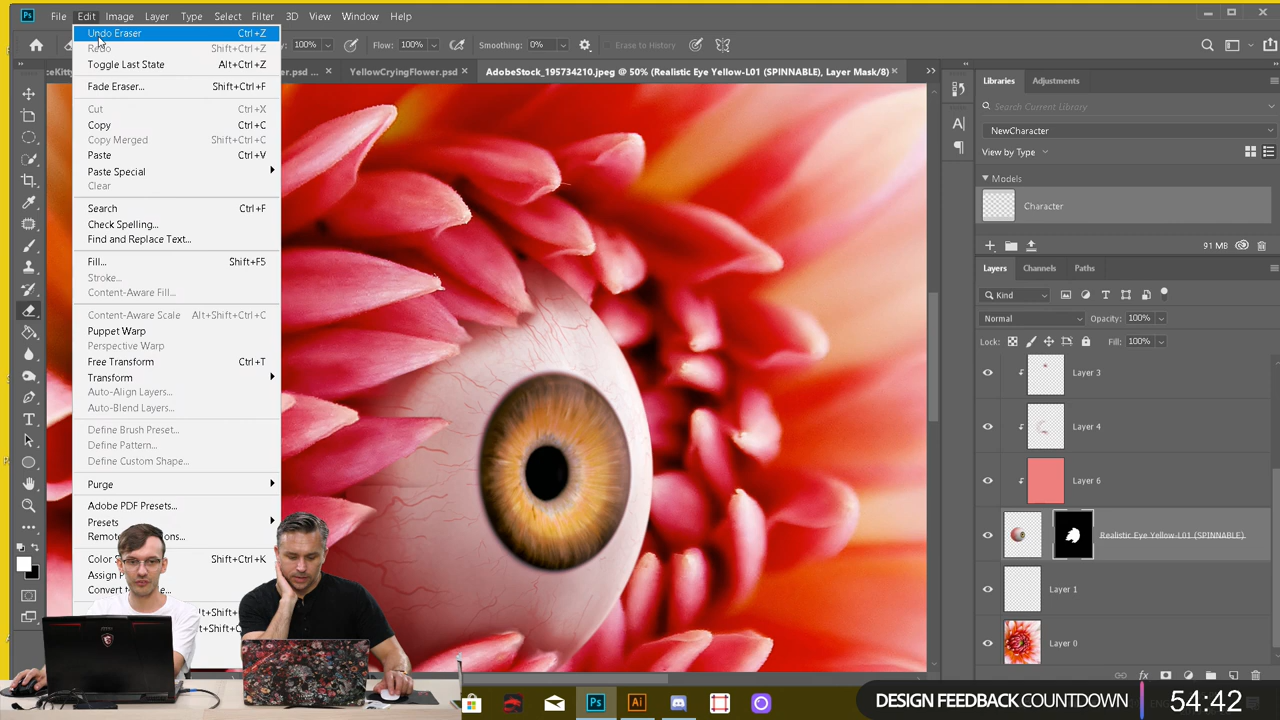 Ps File Edit Image Layer Type Select Filter 3D View Window Help
100% Flow: 100% Smoothing: 0% Erase to History
YellowCryingFlower.psd × AdobeStock_195734210.jpeg @ 50% (Realistic Eye Yellow-L01 (SPINNABLE), Layer Mask/8) ×
Undo Eraser Ctrl+Z
Redo Shift+Ctrl+Z
Toggle Last State Alt+Ctrl+Z
Fade Eraser... Shift+Ctrl+F
Cut Ctrl+X
Copy Ctrl+C
Copy Merged Shift+Ctrl+C
Paste Ctrl+V
Paste Special
Clear
Search Ctrl+F
Check Spelling...
Find and Replace Text...
Fill... Shift+F5
Stroke...
Content-Aware Fill...
Content-Aware Scale Alt+Shift+Ctrl+C
Puppet Warp
Perspective Warp
Free Transform Ctrl+T
Transform
Auto-Align Layers...
Auto-Blend Layers...
Define Brush Preset...
Define Pattern...
Define Custom Shape...
Purge
Adobe PDF Presets...
Presets
Shift+Ctrl+K
Libraries Adjustments
Search Current Library
NewCharacter
View by Type
Models
Character
91 MB
Layers Channels Paths
Kind
Normal Opacity: 100%
Lock: Fill: 100%
Layer 3
Layer 4
Layer 6
Realistic Eye Yellow-L01 (SPINNABLE)
Layer 1
Layer 0
fx
Ps Ai
DESIGN FEEDBACK COUNTDOWN 54:42